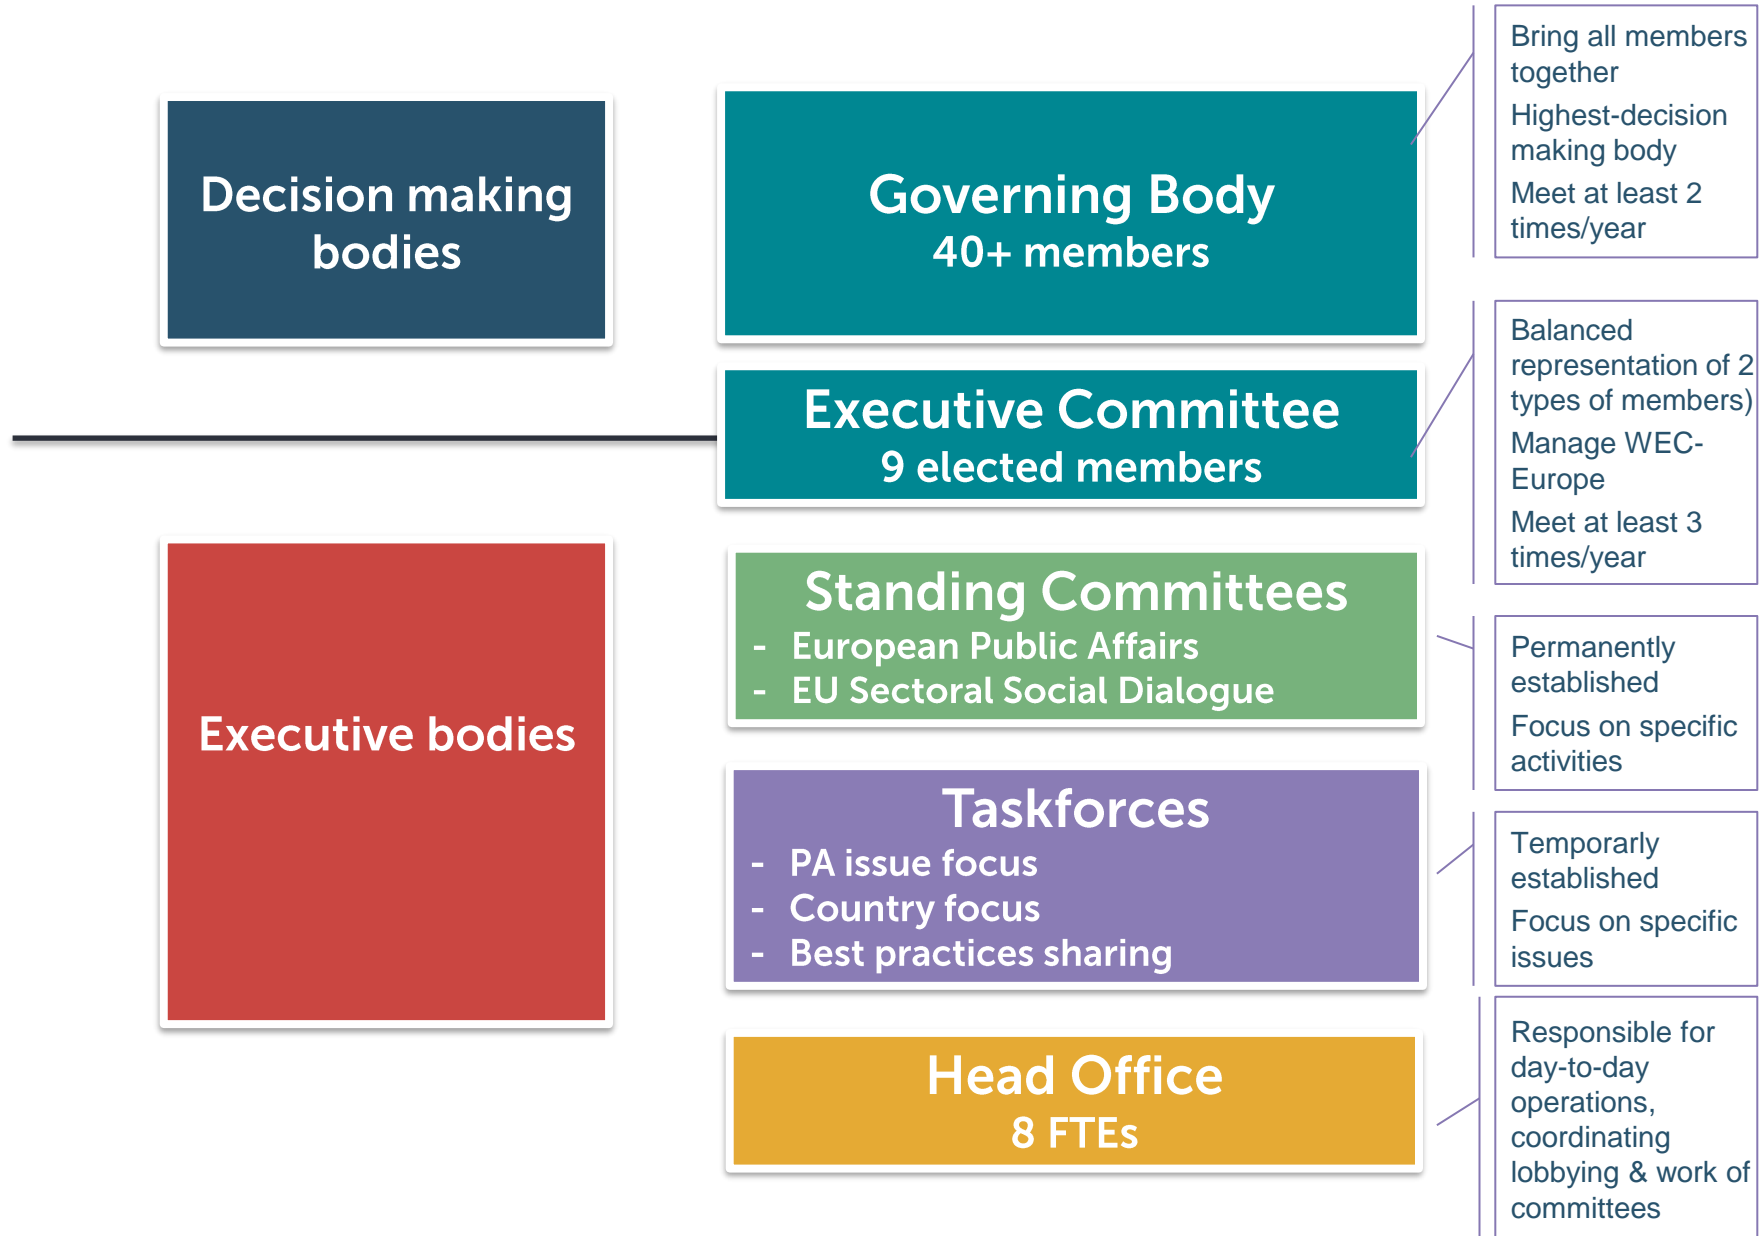 Decision making
bodies
Governing Body
40+ members
Bring all members
together
Highest-decision
making body
Meet at least 2
times/year
Executive Committee
9 elected members
Balanced
representation of 2
types of members)
Manage WEC-
Europe
Meet at least 3
times/year
Executive bodies
Standing Committees
- European Public Affairs
- EU Sectoral Social Dialogue
Permanently
established
Focus on specific
activities
Taskforces
- PA issue focus
- Country focus
- Best practices sharing
Temporarly
established
Focus on specific
issues
Head Office
8 FTEs
Responsible for
day-to-day
operations,
coordinating
lobbying & work of
committees